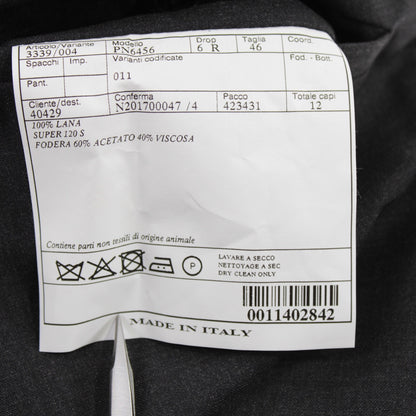 Articolo/Variante Modello Drop Taglia Coord.
3339/004 PN6456 6 R 46
Spacchi Imp. Varianti codificate Fod. - Bott.
Pant. 011
Cliente/dest. Conferma Pacco Totale capi
40429 N201700047 /4 423431 12
100% LANA
SUPER 120 S
FODERA 60% ACETATO 40% VISCOSA
Contiene parti non tessili di origine animale
P
LAVARE A SECCO
NETTOYAGE A SEC
DRY CLEAN ONLY
0011402842
MADE IN ITALY